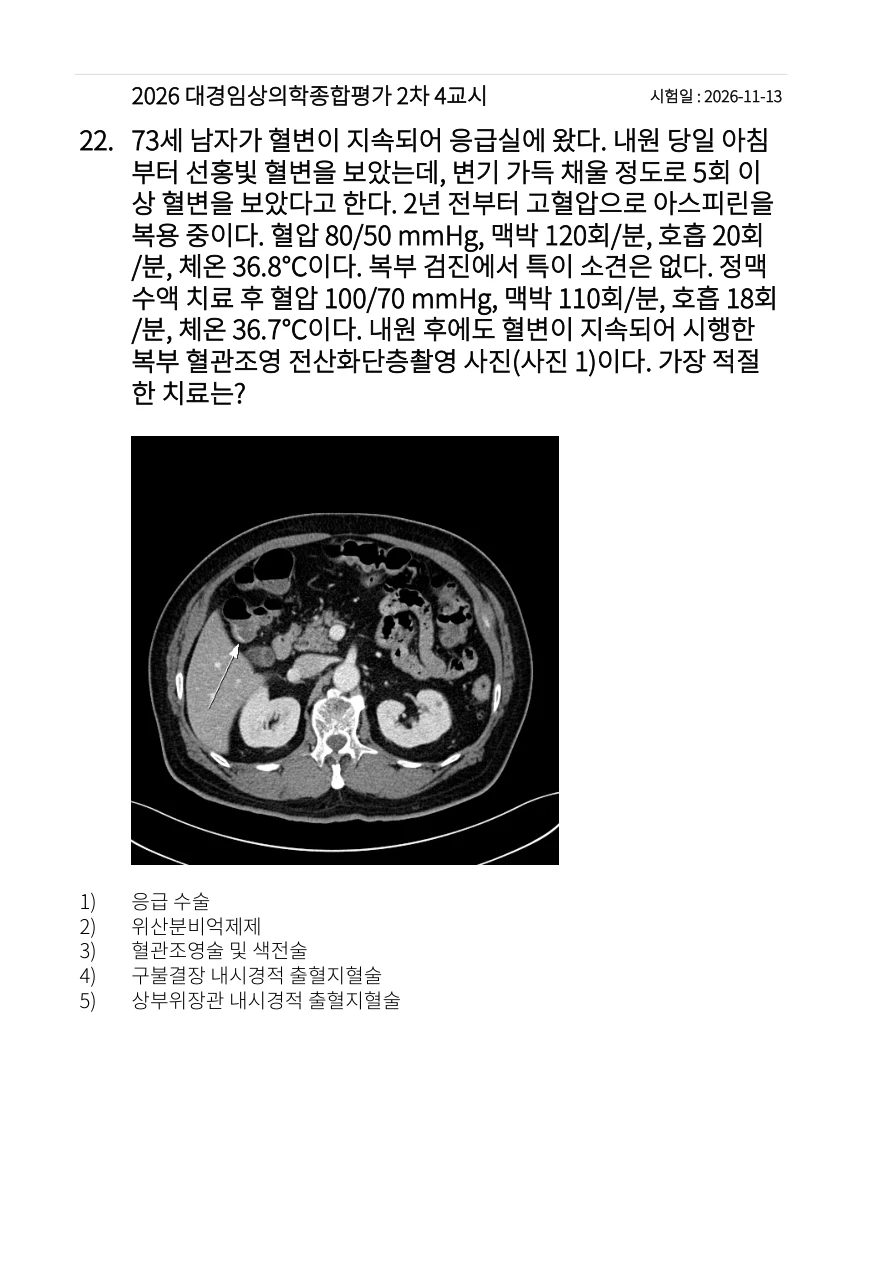 2026 대경임상의학종합평가 2차 4교시
시험일 : 2026-11-13
22. 73세 남자가 혈변이 지속되어 응급실에 왔다. 내원 당일 아침
부터 선홍빛 혈변을 보았는데, 변기 가득 채울 정도로 5회 이
상 혈변을 보았다고 한다. 2년 전부터 고혈압으로 아스피린을
복용 중이다. 혈압 80/50 mmHg, 맥박 120회/분, 호흡 20회
/분, 체온 36.8°C이다. 복부 검진에서 특이 소견은 없다. 정맥
수액 치료 후 혈압 100/70 mmHg, 맥박 110회/분, 호흡 18회
/분, 체온 36.7°C이다. 내원 후에도 혈변이 지속되어 시행한
복부 혈관조영 전산화단층촬영 사진(사진 1)이다. 가장 적절
한 치료는?
1) 응급 수술
2) 위산분비억제제
3) 혈관조영술 및 색전술
4) 구불결장 내시경적 출혈지혈술
5) 상부위장관 내시경적 출혈지혈술